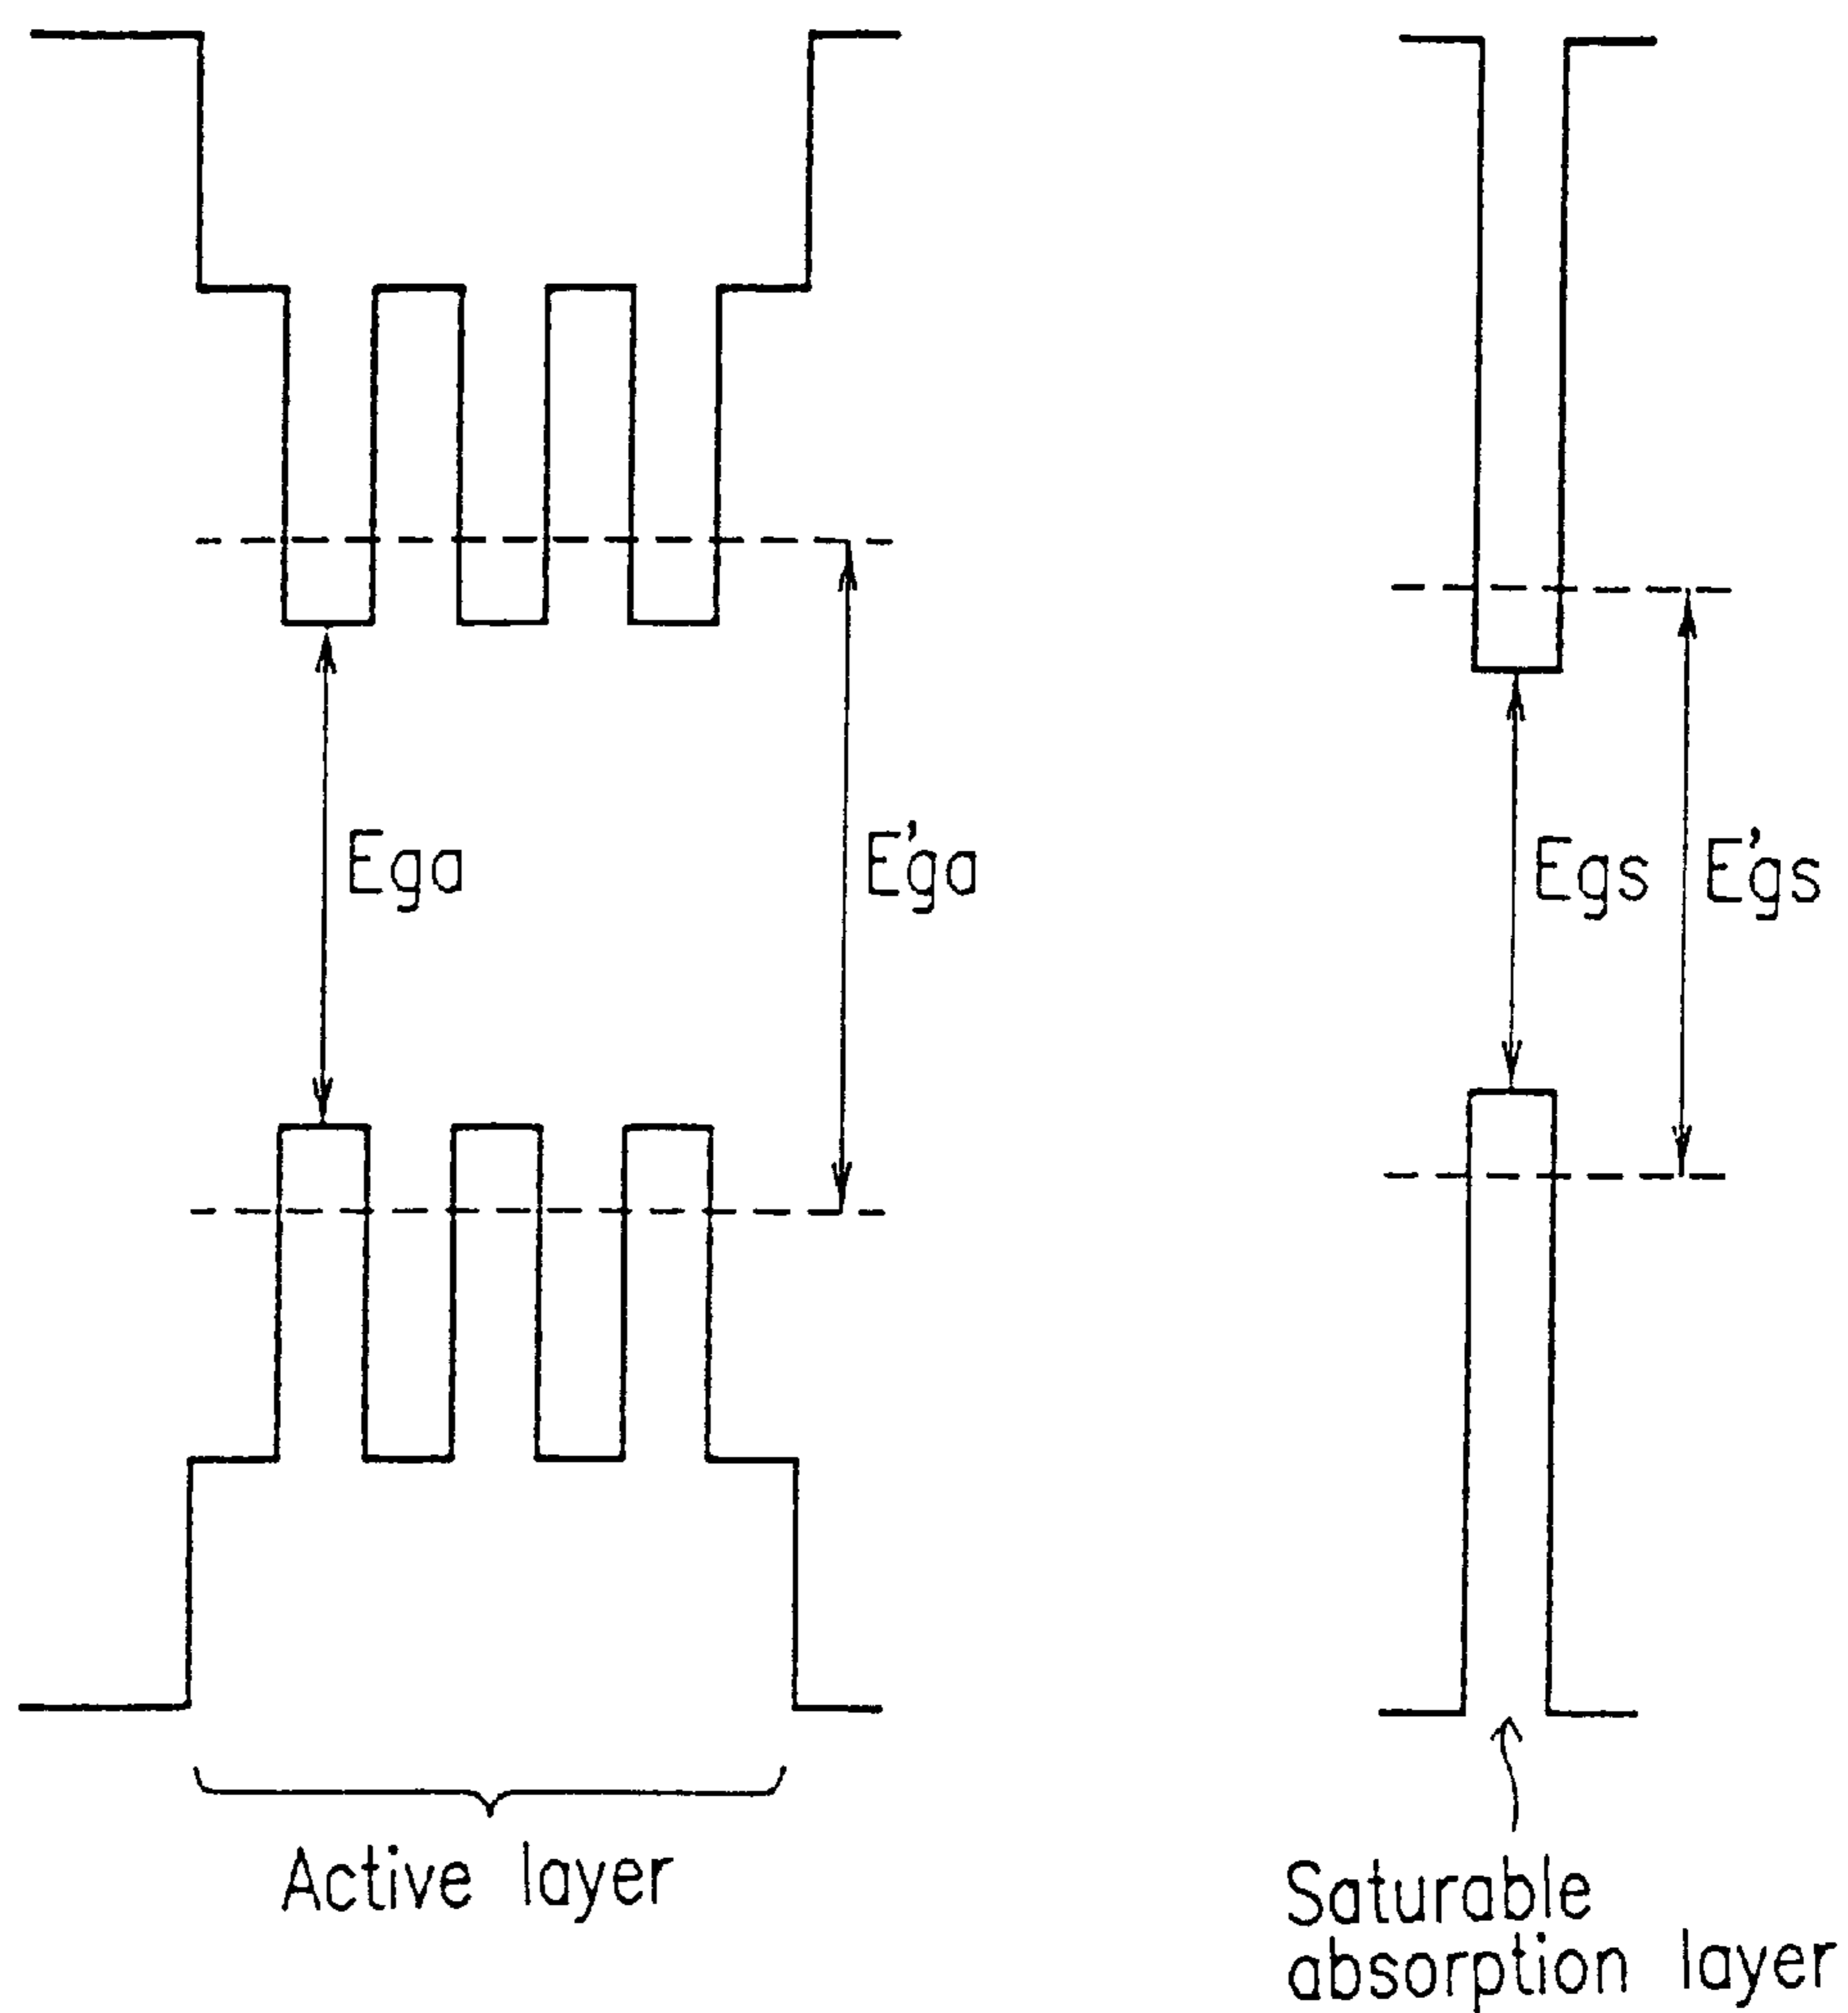 Ega
E'ga
Egs
E'gs
Active layer
Saturable
absorption layer